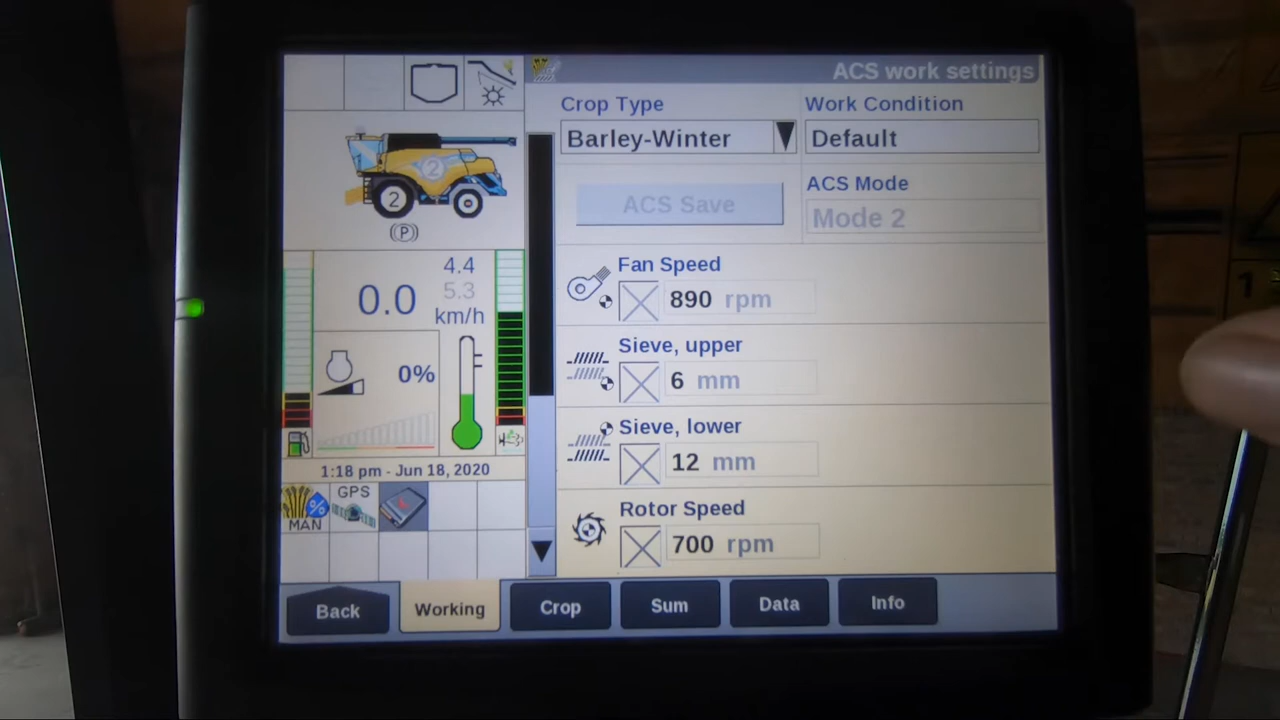 ACS work settings
Crop Type
Work Condition
Barley-Winter
Default
ACS Save
ACS Mode
Mode 2
2
2
(P)
Fan Speed
890 rpm
4.4
0.0
5.3
km/h
Sieve, upper
6 mm
0%
Sieve, lower
12 mm
1:18 pm - Jun 18, 2020
GPS
%
MAN
Rotor Speed
700 rpm
Back
Working
Crop
Sum
Data
Info
1